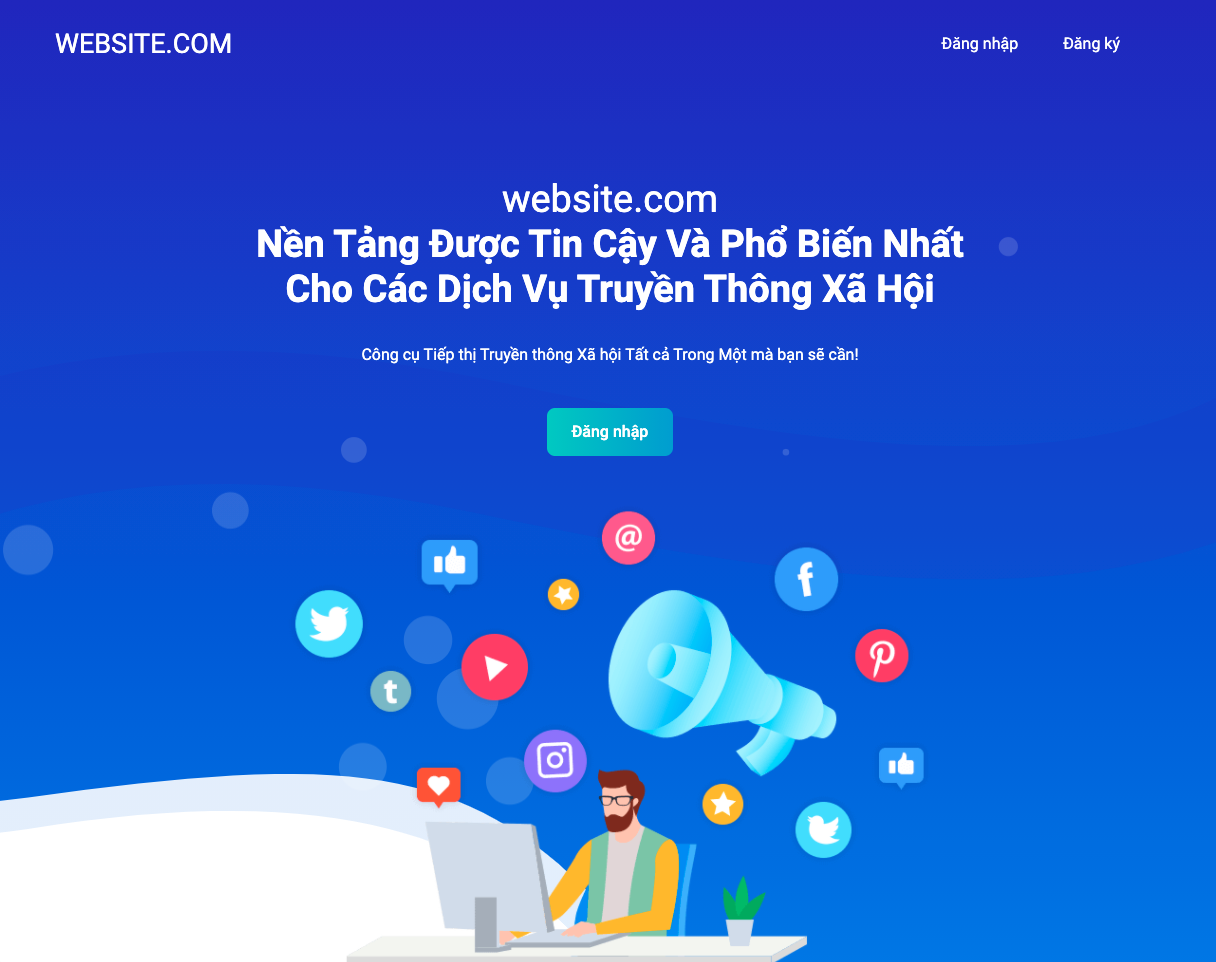 WEBSITE.COM
Đăng nhập
Đăng ký
website.com
Nền Tảng Được Tin Cậy Và Phổ Biến Nhất
Cho Các Dịch Vụ Truyền Thông Xã Hội
Công cụ Tiếp thị Truyền thông Xã hội Tất cả Trong Một mà bạn sẽ cần!
Đăng nhập